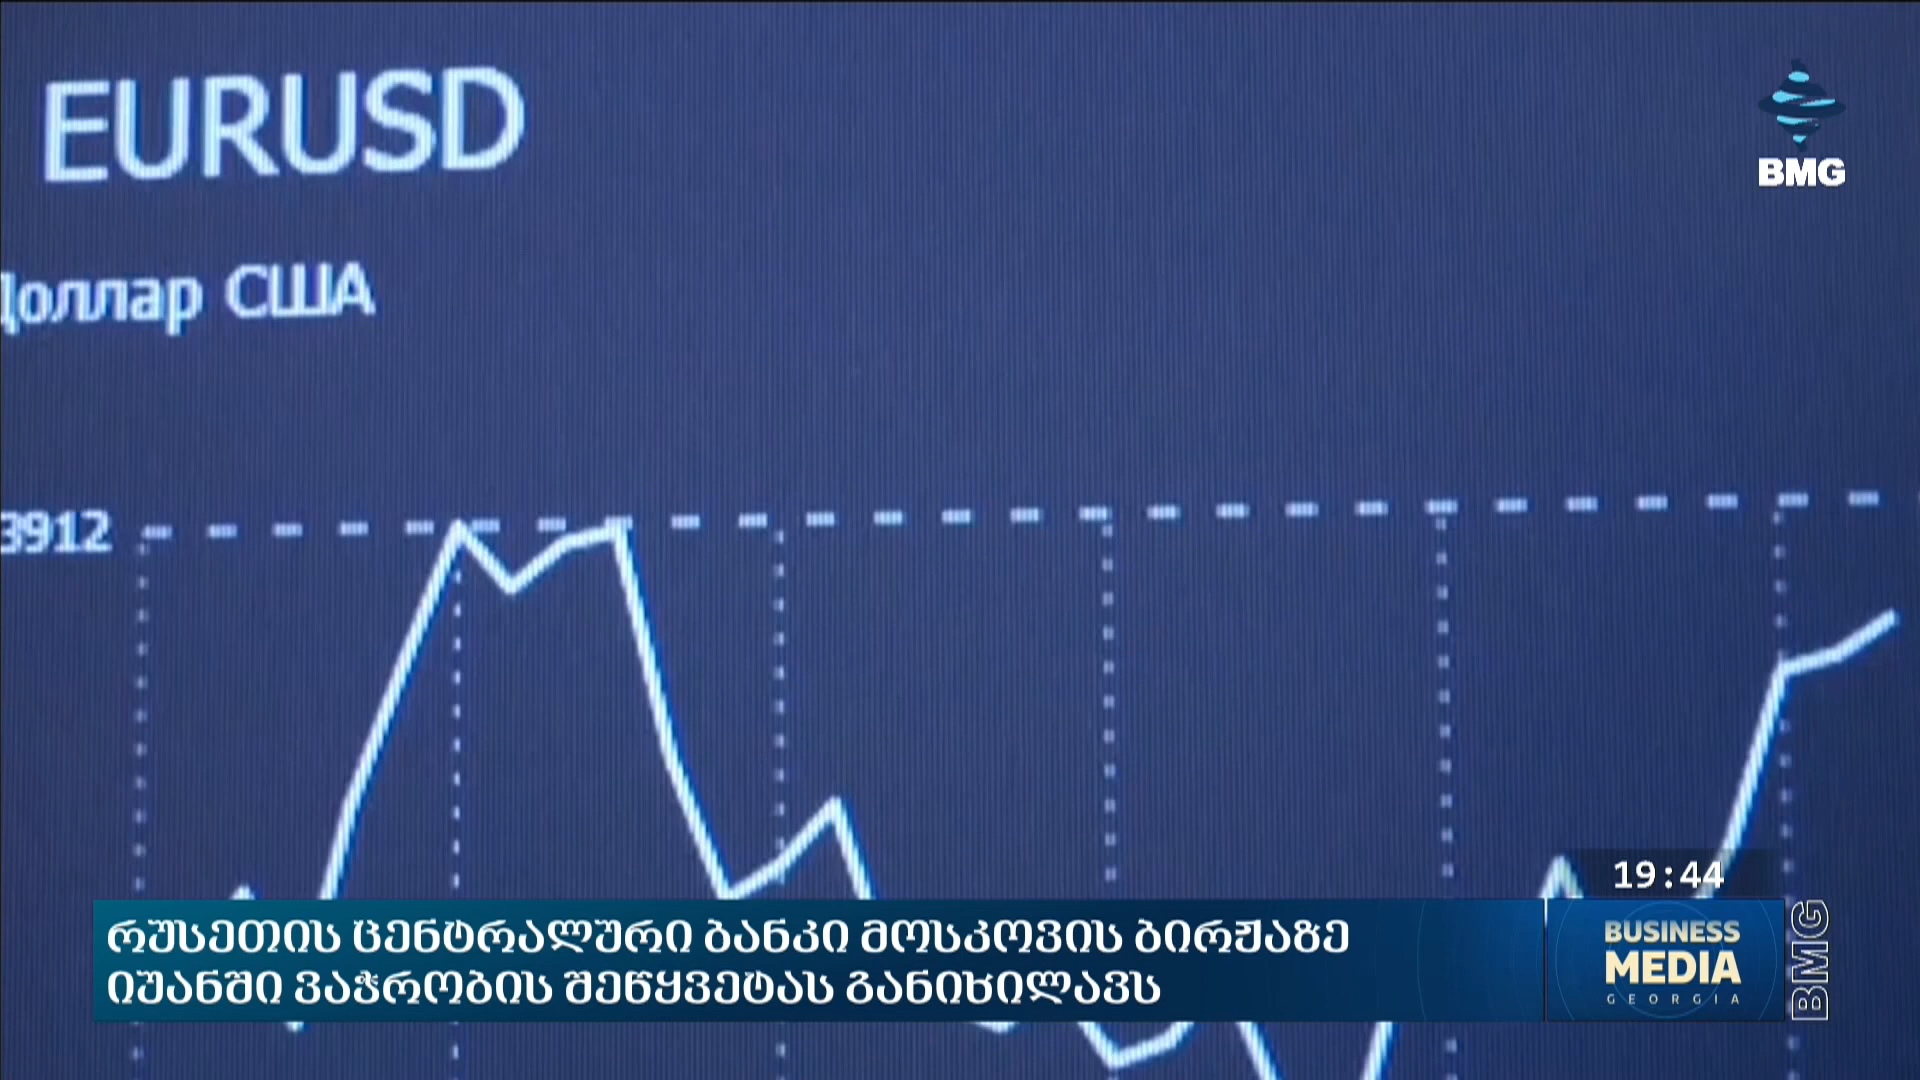 EURUSD
BMG
Доллар США
3912
19:44
რუსეთის ცენტრალური ბანკი მოსკოვის ბირჟაზე
იუანში ვაჭრობის შეწყვეტას განიხილავს
BUSINESS
MEDIA
GEORGIA
BMG